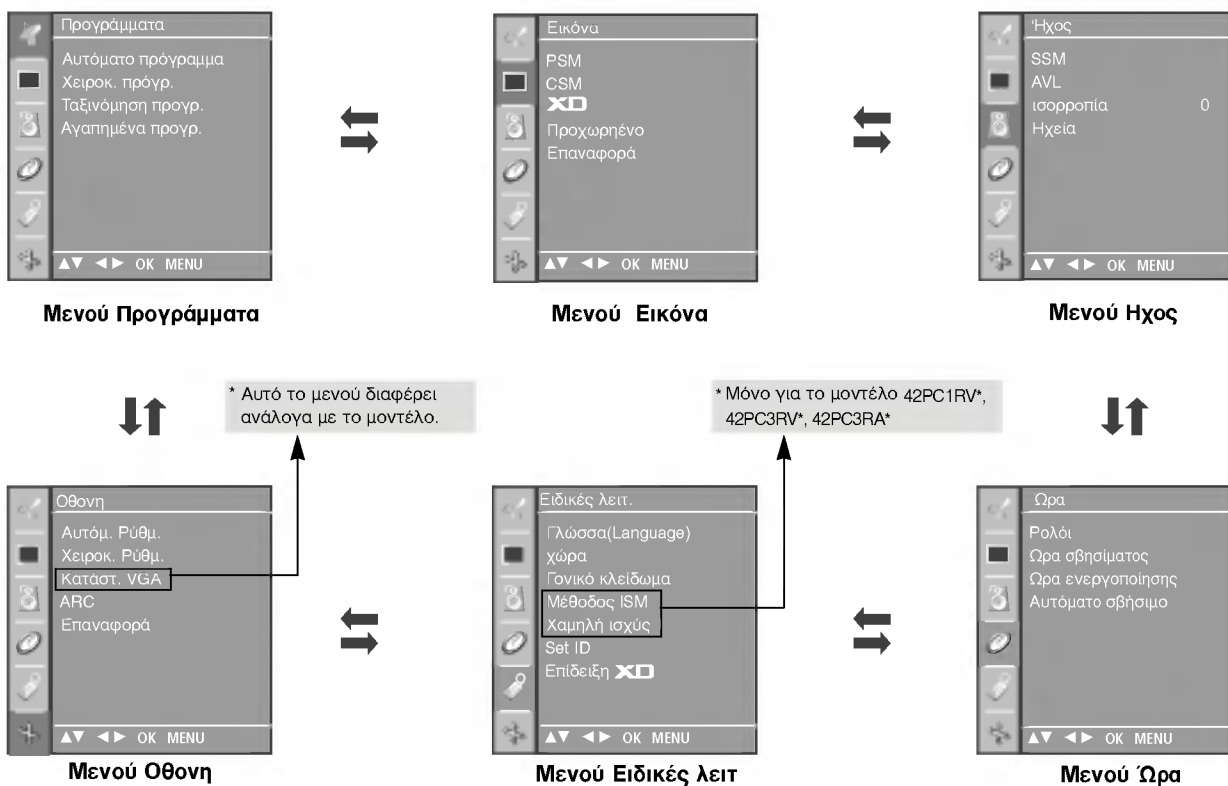 Προγράμματα
Αυτόματο πρόγραμμα
Χειροκ. πρόγρ.
Ταξινόμηση προγρ.
Αγαπημένα προγρ.
▲▼ ◄► OK MENU
Μενού Προγράμματα
Εικόνα
PSM
CSM
XD
Προχωρηένο
Επαναφορά
▲▼ ◄► OK MENU
Μενού Εικόνα
Ήχος
SSM
AVL
ισορροπία 0
Ηχεία
▲▼ ◄► OK MENU
Μενού Ηχος
* Αυτό το μενού διαφέρει
ανάλογα με το μοντέλο.
* Μόνο για το μοντέλο 42PC1RV*,
42PC3RV*, 42PC3RA*
Οθονη
Αυτόμ. Ρύθμ.
Χειροκ. Ρύθμ.
Κατάστ. VGA
ARC
Επαναφορά
▲▼ ◄► OK MENU
Μενού Οθονη
Ειδικές λειτ.
Γλώσσα(Language)
χώρα
Γονικό κλείδωμα
Μέθοδος ISM
Χαμηλή ισχύς
Set ID
Επίδειξη XD
▲▼ ◄► OK MENU
Μενού Ειδικές λειτ
Ωρα
Ρολόι
Ωρα σβησίματος
Ωρα ενεργοποίησης
Αυτόματο σβήσιμο
▲▼ ◄► OK MENU
Μενού Ώρα